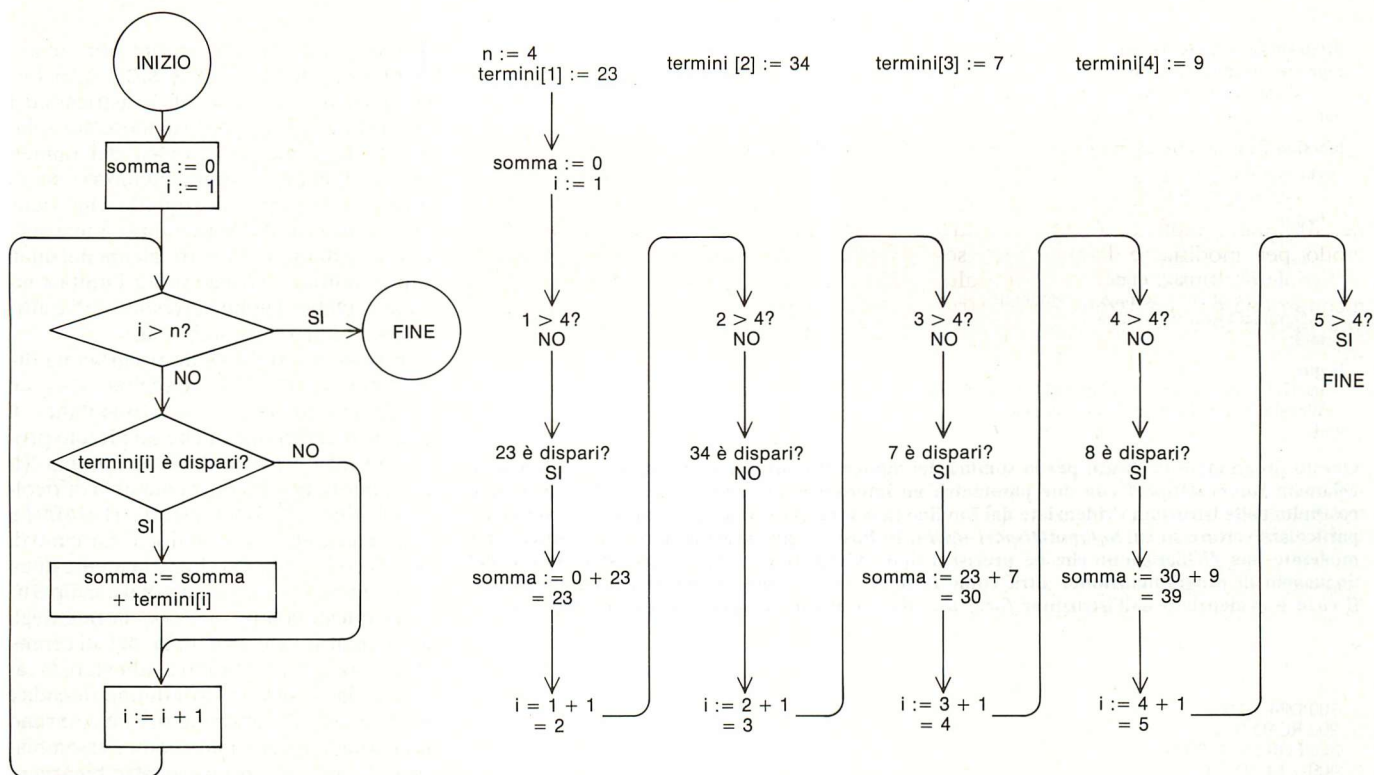 INIZIO
somma := 0
i := 1
i > n?
SI
FINE
NO
termini[i] è dispari?
NO
SI
somma := somma
+ termini[i]
i := i + 1
n := 4
termini[1] := 23
termini [2] := 34
termini[3] := 7
termini[4] := 9
somma := 0
i := 1
1 > 4?
NO
23 è dispari?
SI
somma := 0 + 23
= 23
i = 1 + 1
= 2
2 > 4?
NO
34 è dispari?
NO
i := 2 + 1
= 3
3 > 4?
NO
7 è dispari?
SI
somma := 23 + 7
= 30
i := 3 + 1
= 4
4 > 4?
NO
8 è dispari?
SI
somma := 30 + 9
= 39
i := 4 + 1
= 5
5 > 4?
SI
FINE